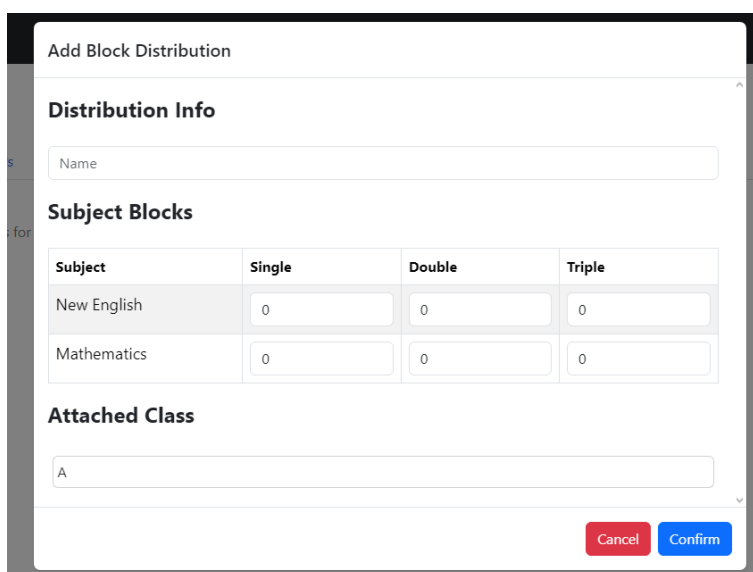 Add Block Distribution
Distribution Info
s
Name
Subject Blocks
s for
Subject Single Double Triple
New English 0 0 0
Mathematics 0 0 0
Attached Class
A
Cancel Confirm